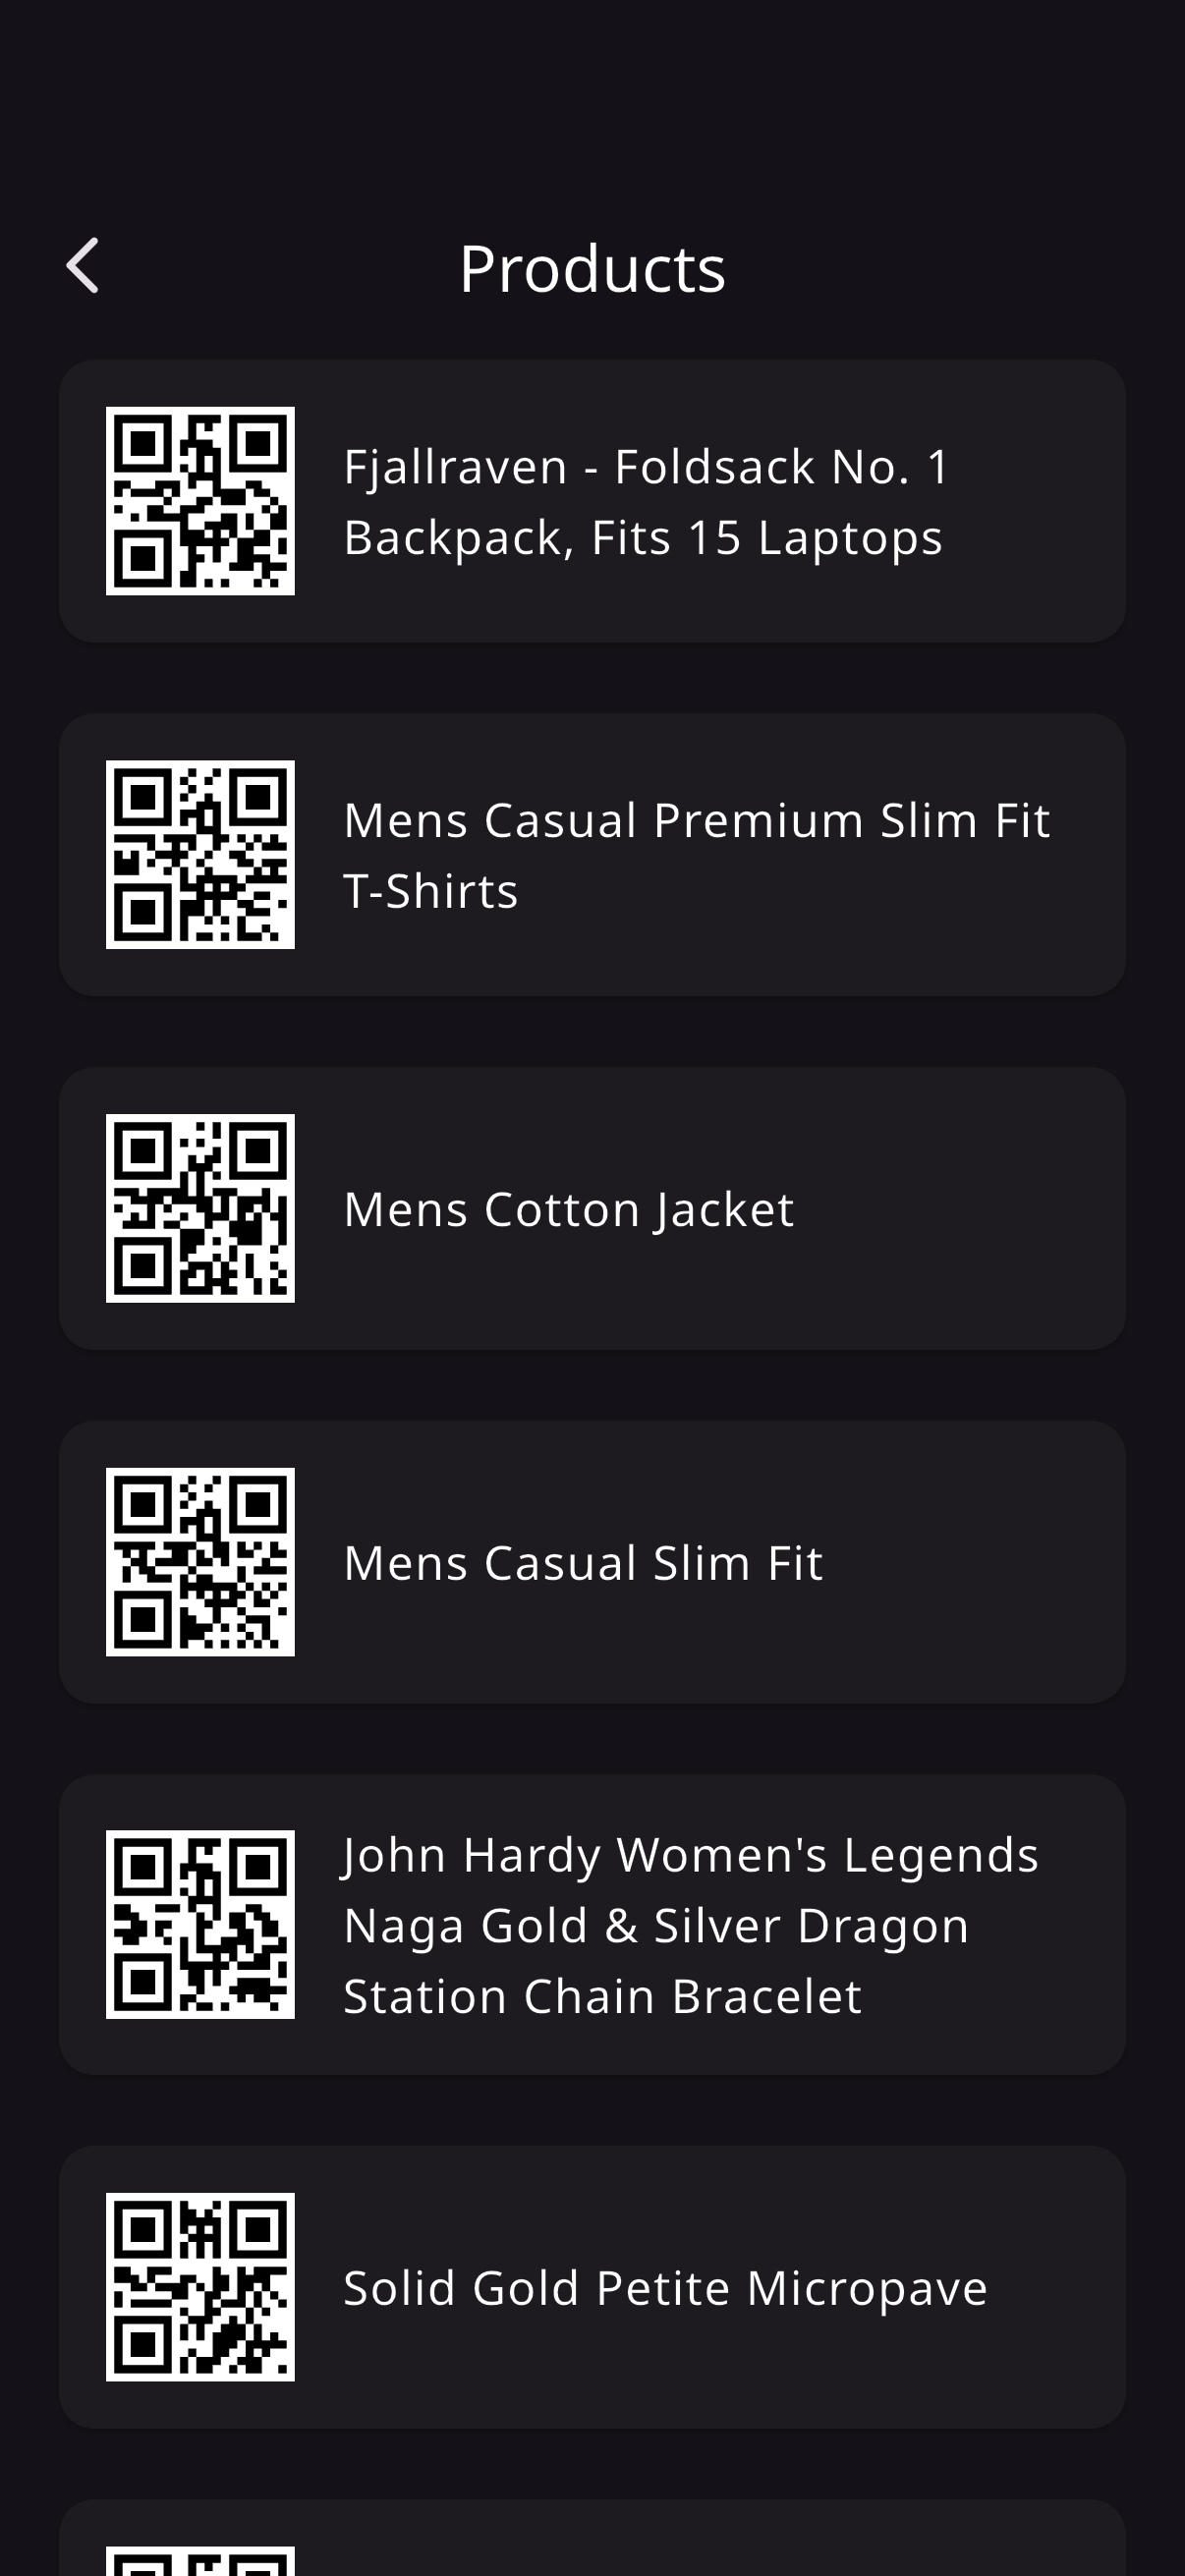 Products
Fjallraven - Foldsack No. 1
Backpack, Fits 15 Laptops
Mens Casual Premium Slim Fit
T-Shirts
Mens Cotton Jacket
Mens Casual Slim Fit
John Hardy Women's Legends
Naga Gold & Silver Dragon
Station Chain Bracelet
Solid Gold Petite Micropave